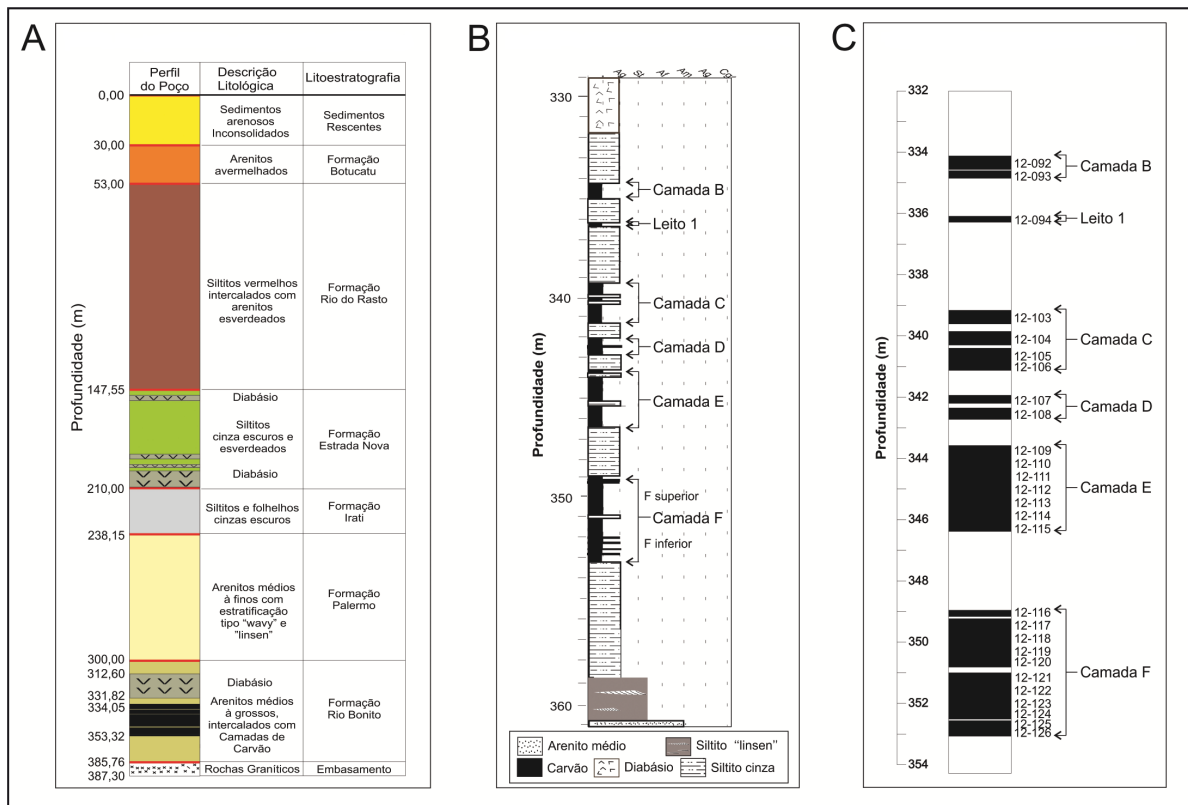 A
Perfil
do Poço
Descrição
Litológica
Litoestratografia
0,00
Sedimentos
arenosos
Inconsolidados
Sedimentos
Rescentes
30,00
Arenitos
avermelhados
Formação
Botucatu
53,00
Siltitos vermelhos
intercalados com
arenitos
esverdeados
Formação
Rio do Rasto
Profundidade (m)
147,55
Diabásio
Siltitos
cinza escuros e
esverdeados
Formação
Estrada Nova
Diabásio
210,00
Siltitos e folhelhos
cinzas escuros
Formação
Irati
238,15
Arenitos médios
à finos com
estratificação
tipo "wavy" e
"linsen"
Formação
Palermo
300,00
312,60
Diabásio
331,82
334,05
Arenitos médios
à grossos,
intercalados com
Camadas de
Carvão
Formação
Rio Bonito
353,32
385,76
Rochas Graníticos
Embasamento
387,30
B
Ag St Af Am Ag Cgl
330
Camada B
Leito 1
340
Camada C
Camada D
Camada E
Profundidade (m)
350
F superior
Camada F
F inferior
360
Arenito médio
Siltito "linsen"
Carvão
Diabásio
Siltito cinza
C
332
334
12-092
12-093
Camada B
336
12-094
Leito 1
338
12-103
340
12-104
12-105
12-106
Camada C
Profundidade (m)
342
12-107
12-108
Camada D
344
12-109
12-110
12-111
12-112
12-113
12-114
12-115
Camada E
346
348
12-116
12-117
350
12-118
12-119
12-120
12-121
12-122
352
12-123
12-124
12-125
12-126
Camada F
354